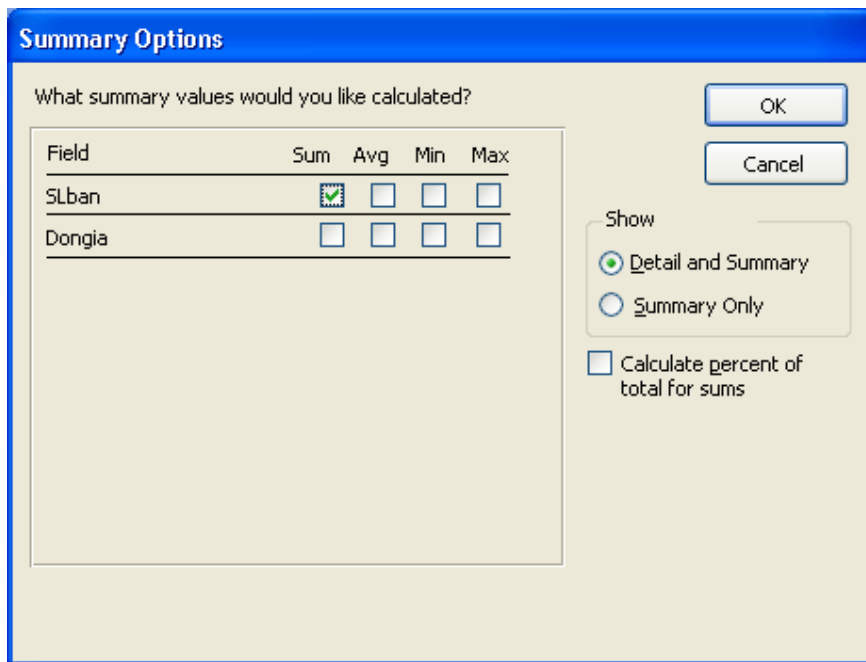 Summary Options
What summary values would you like calculated?
Field Sum Avg Min Max
SLban
Dongia
OK
Cancel
Show
Detail and Summary
Summary Only
Calculate percent of
total for sums